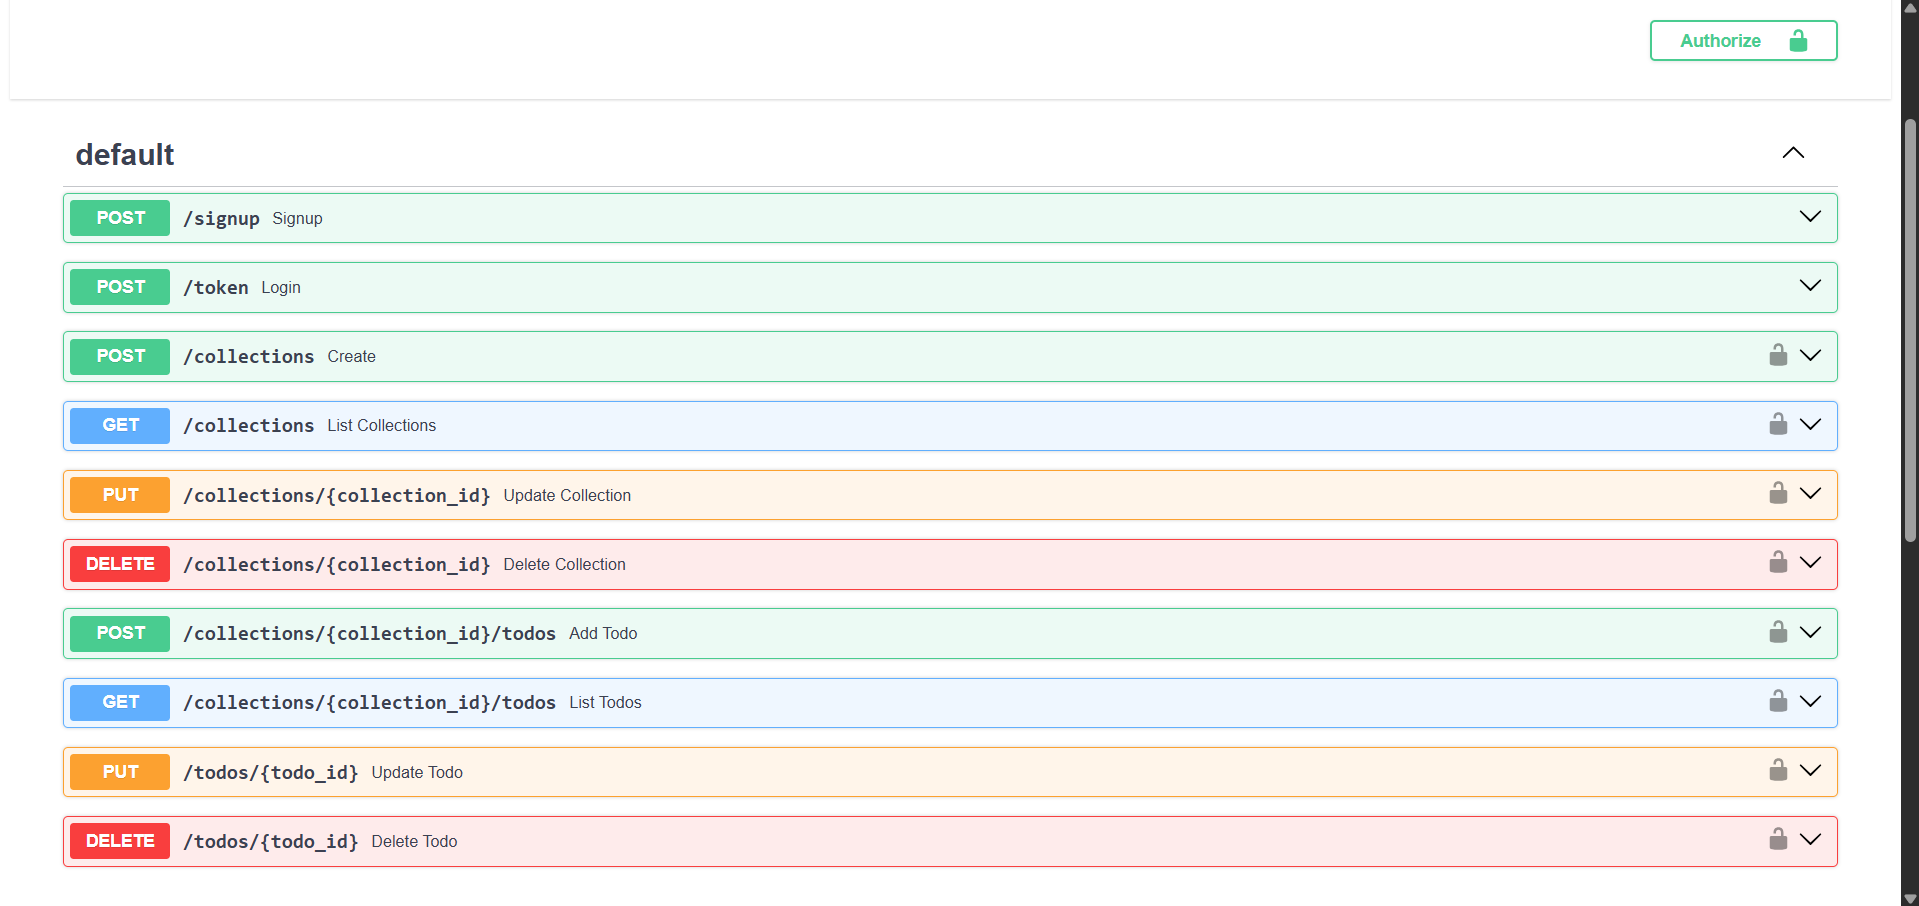 Authorize
default
POST /signup Signup
POST /token Login
POST /collections Create
GET /collections List Collections
PUT /collections/{collection_id} Update Collection
DELETE /collections/{collection_id} Delete Collection
POST /collections/{collection_id}/todos Add Todo
GET /collections/{collection_id}/todos List Todos
PUT /todos/{todo_id} Update Todo
DELETE /todos/{todo_id} Delete Todo